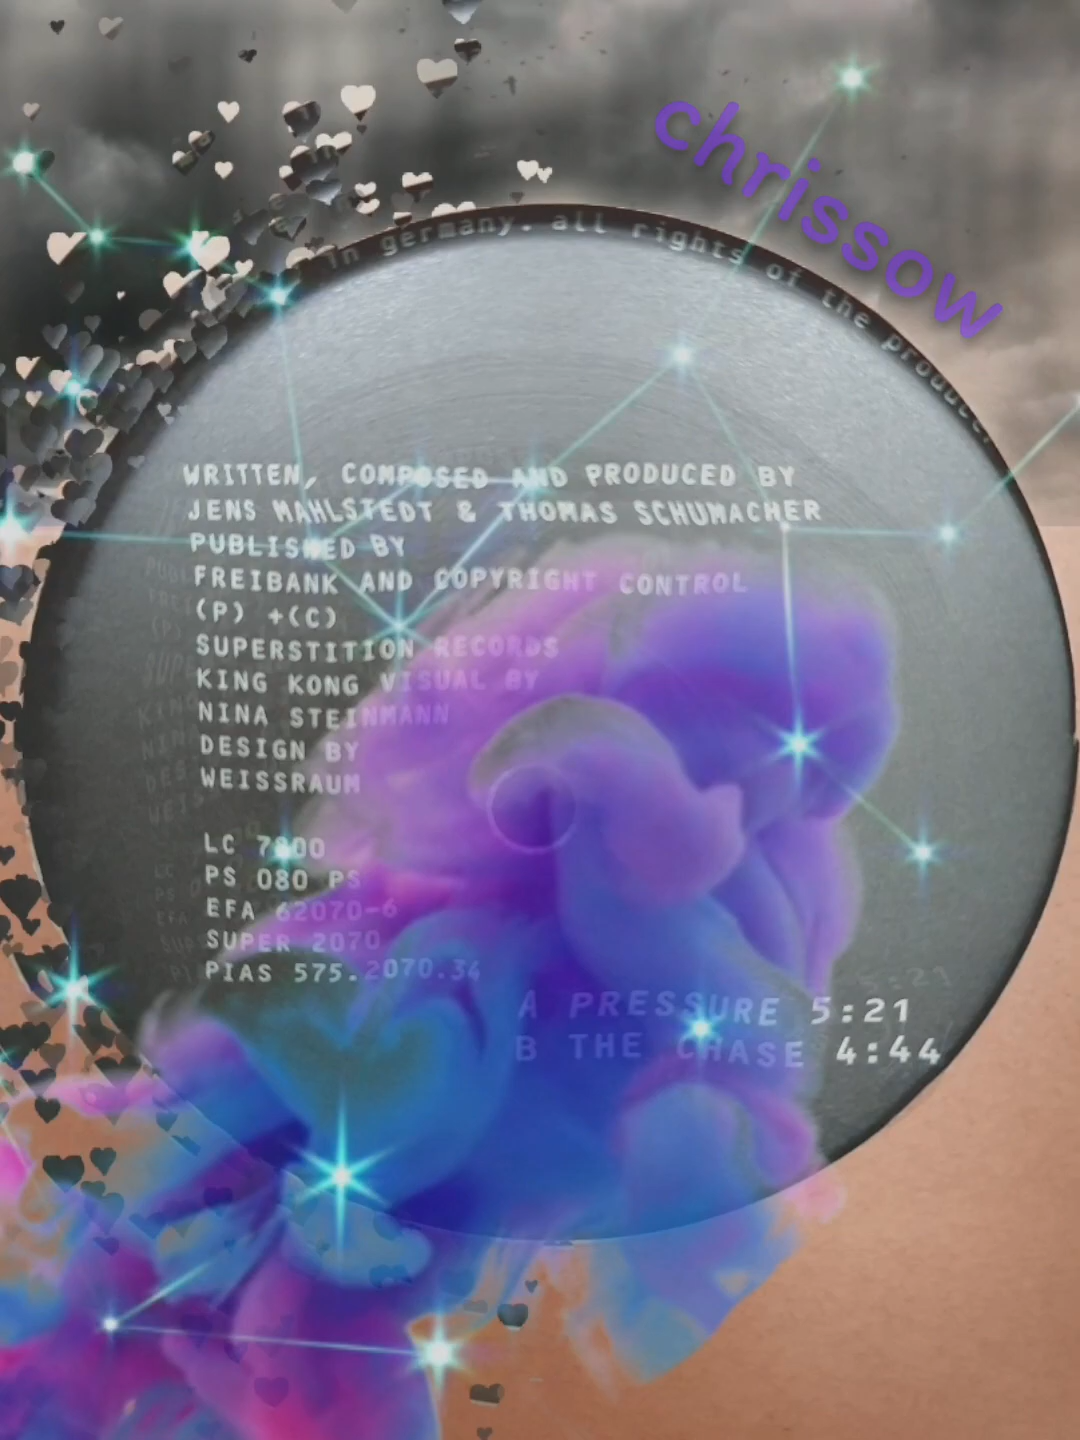 chrissow
in germany. all rights of the producer
WRITTEN, COMPOSED AND PRODUCED BY
JENS MAHLSTEDT & THOMAS SCHUMACHER
PUBLISHED BY
FREIBANK AND COPYRIGHT CONTROL
(P) +(C)
SUPERSTITION RECORDS
KING KONG VISUAL BY
NINA STEINMANN
DESIGN BY
WEISSRAUM
LC 7800
PS 080 PS
EFA 62070-6
SUPER 2070
PIAS 575.2070.34
A PRESSURE 5:21
B THE CHASE 4:44